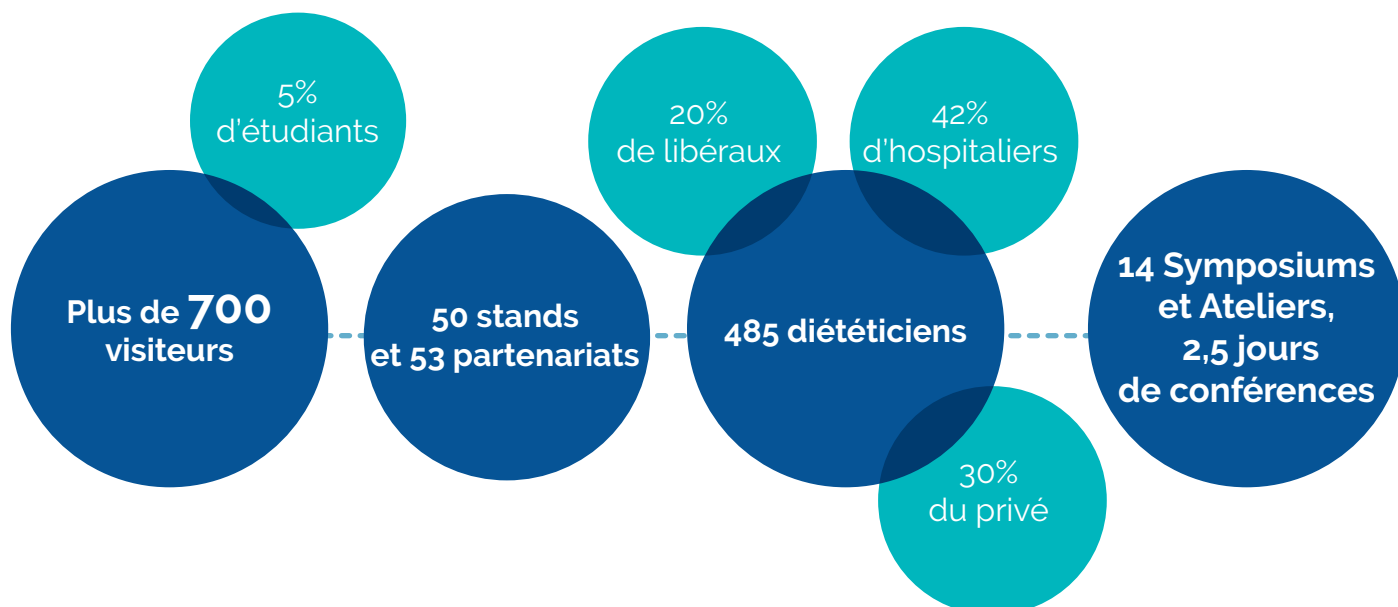 5%
d'étudiants
Plus de 700
visiteurs
50 stands
et 53 partenariats
20%
de libéraux
42%
d'hospitaliers
485 diététiciens
30%
du privé
14 Symposiums
et Ateliers,
2,5 jours
de conférences